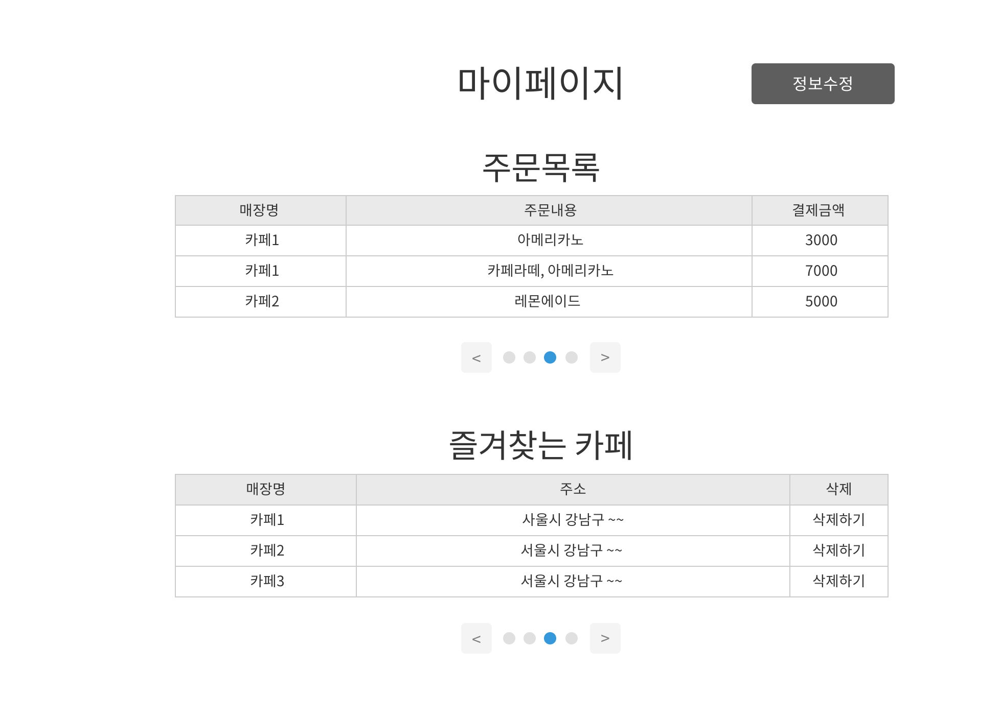 마이페이지
정보수정
주문목록
매장명 주문내용 결제금액
카페1 아메리카노 3000
카페1 카페라떼, 아메리카노 7000
카페2 레몬에이드 5000
< >
즐겨찾는 카페
매장명 주소 삭제
카페1 사울시 강남구 ~~ 삭제하기
카페2 서울시 강남구 ~~ 삭제하기
카페3 서울시 강남구 ~~ 삭제하기
< >